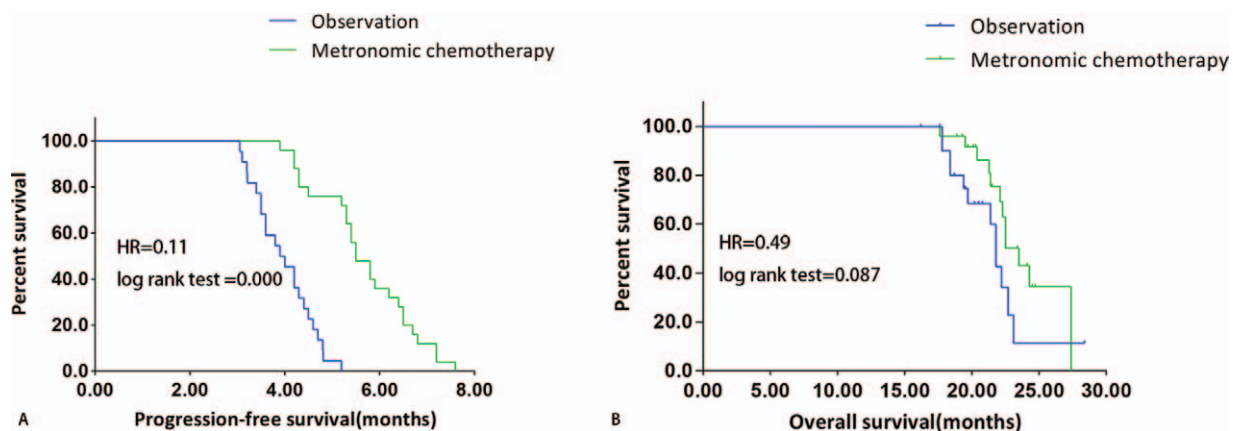 Observation
Metronomic chemotherapy
100.0
80.0
60.0
40.0
20.0
0.0
Percent survival
HR=0.11
log rank test =0.000
0.00 2.00 4.00 6.00 8.00
Progression-free survival(months)
A
Observation
Metronomic chemotherapy
100.0
80.0
60.0
40.0
20.0
0.0
Percent survival
HR=0.49
log rank test=0.087
0.00 5.00 10.00 15.00 20.00 25.00 30.00
Overall survival(months)
B